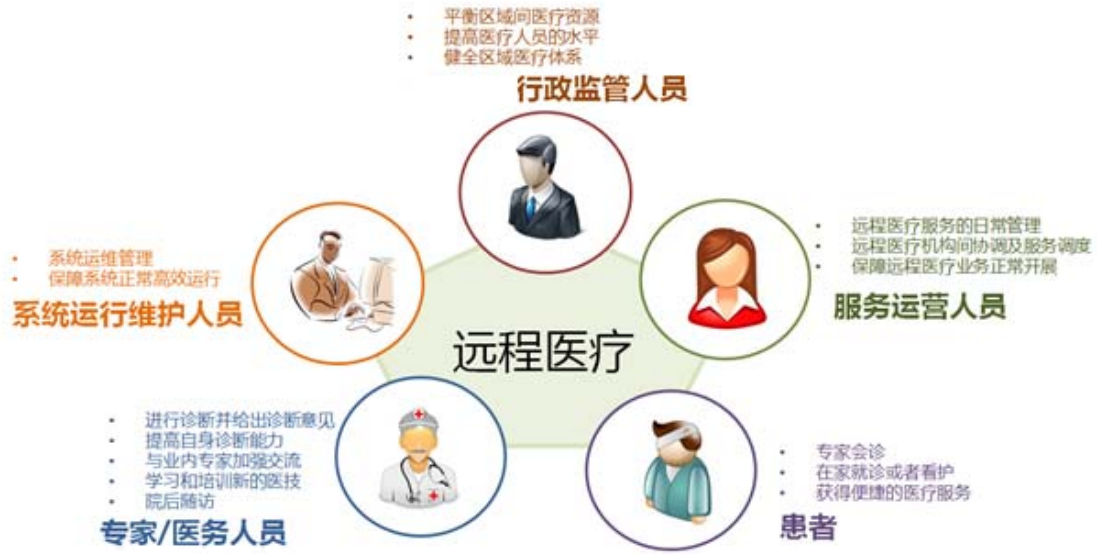 • 平衡区域间医疗资源
• 提高医疗人员的水平
• 健全区域医疗体系
行政监管人员
• 系统运维管理
• 保障系统正常高效运行
系统运行维护人员
• 远程医疗服务的日常管理
• 远程医疗机构间协调及服务调度
• 保障远程医疗业务正常开展
服务运营人员
远程医疗
• 进行诊断并给出诊断意见
• 提高自身诊断能力
• 与业内专家加强交流
• 学习和培训新的医技
• 院后随访
专家/医务人员
• 专家会诊
• 在家就诊或者看护
• 获得便捷的医疗服务
患者